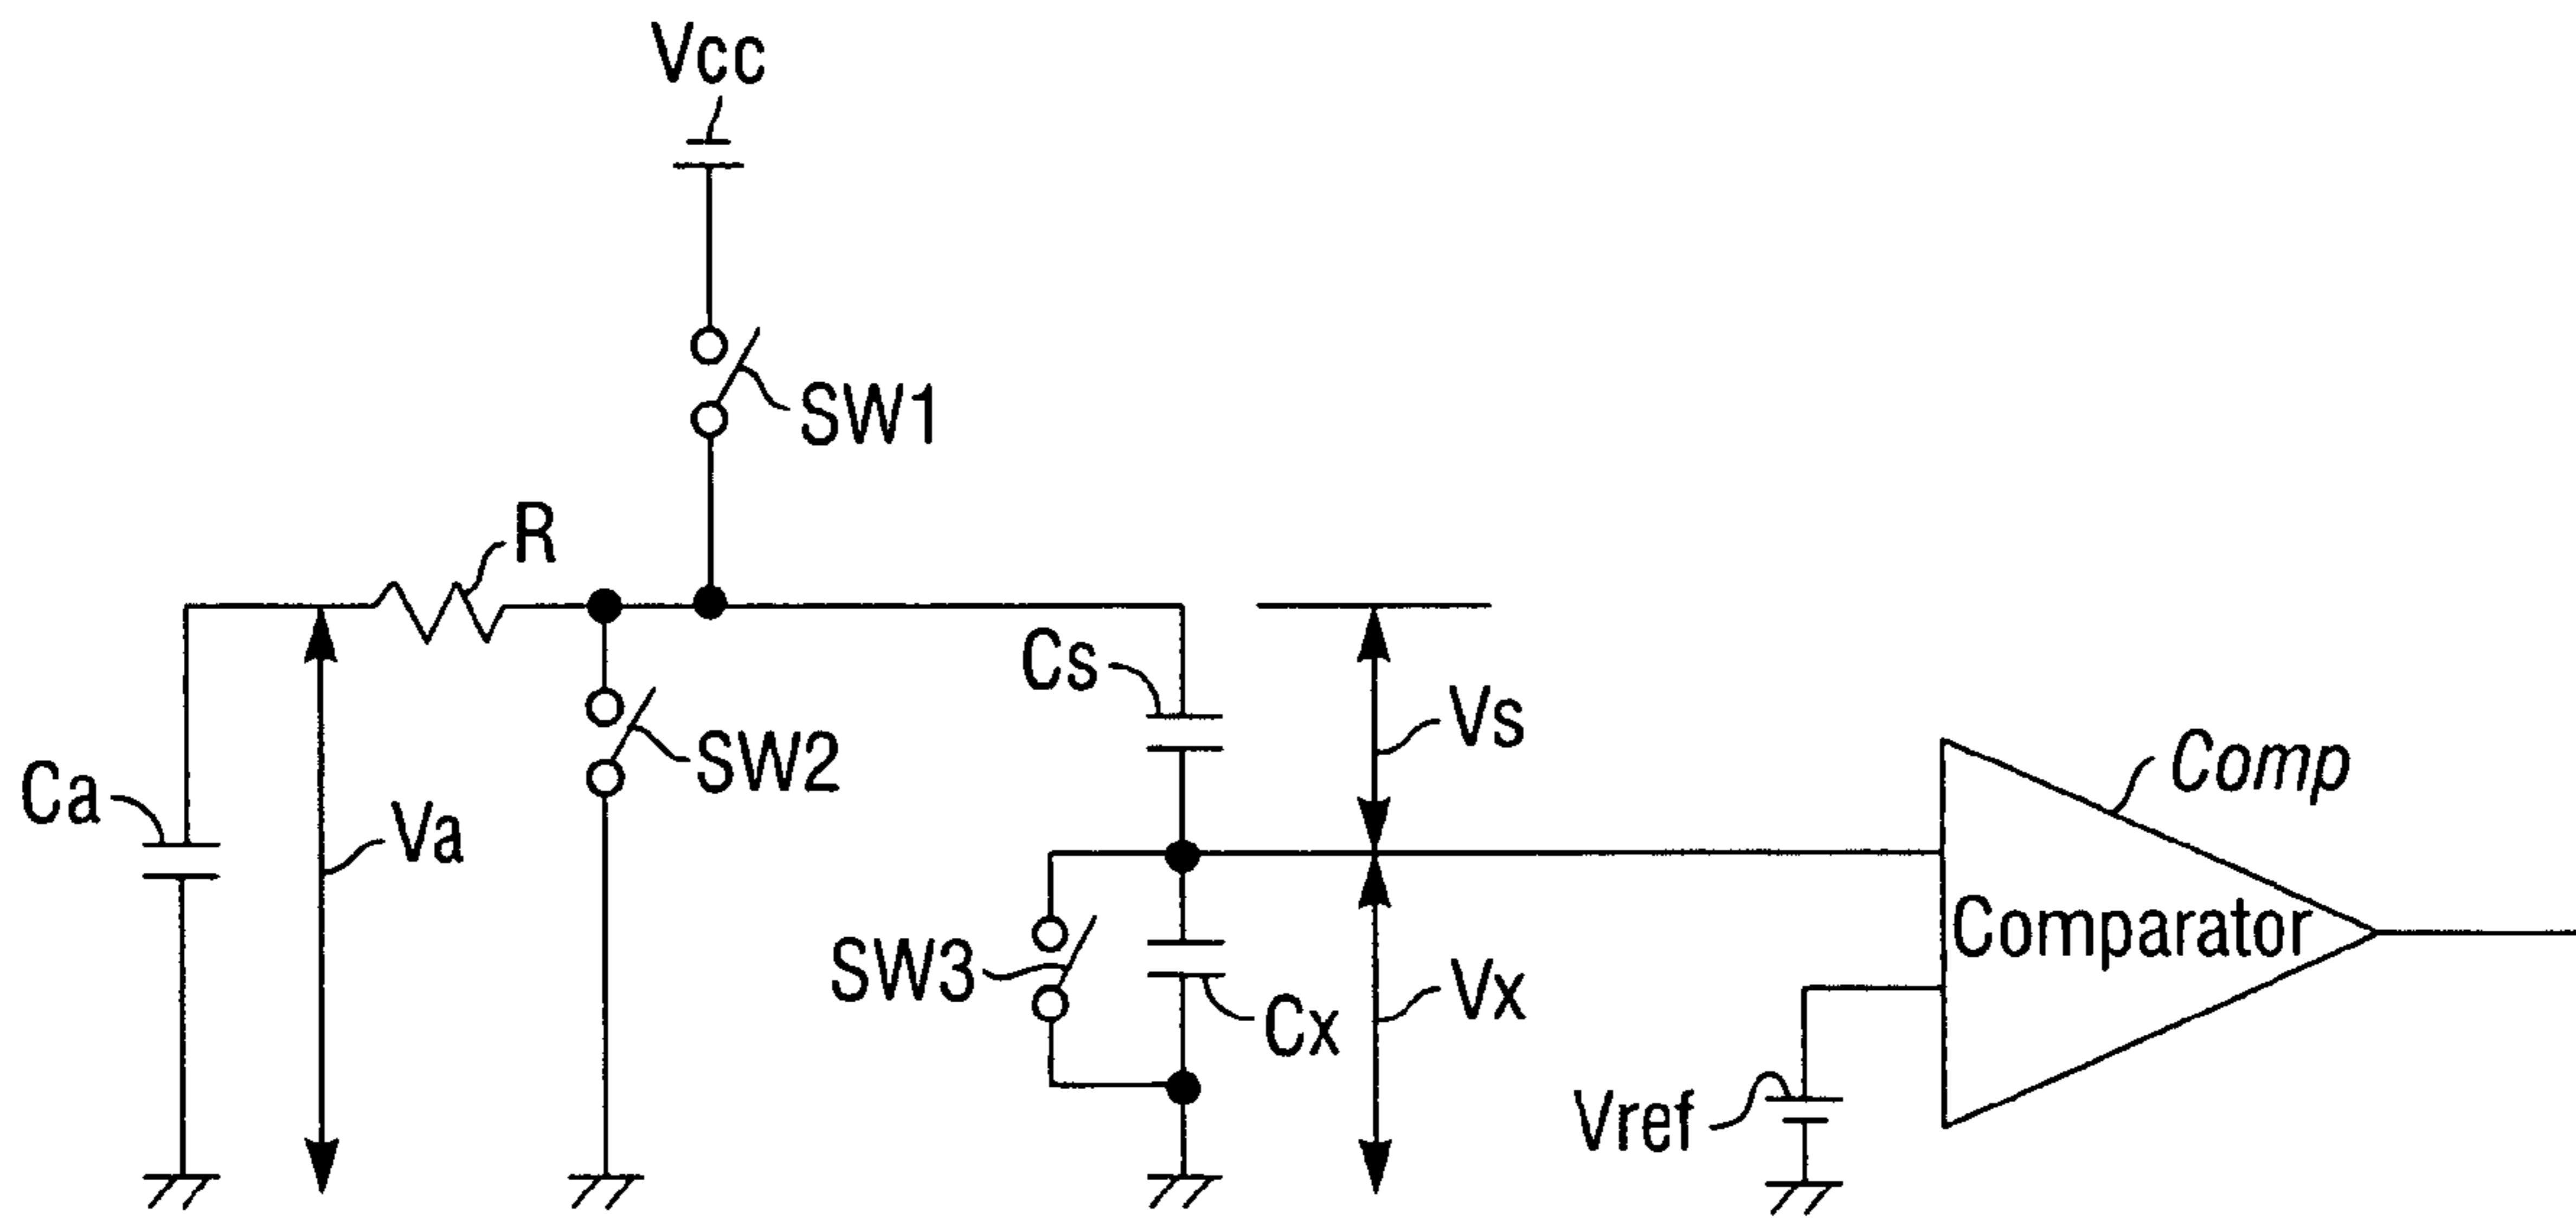 Vcc
SW1
R
Cs
Vs
SW2
Comp
Ca
Va
Comparator
SW3
Cx
Vx
Vref